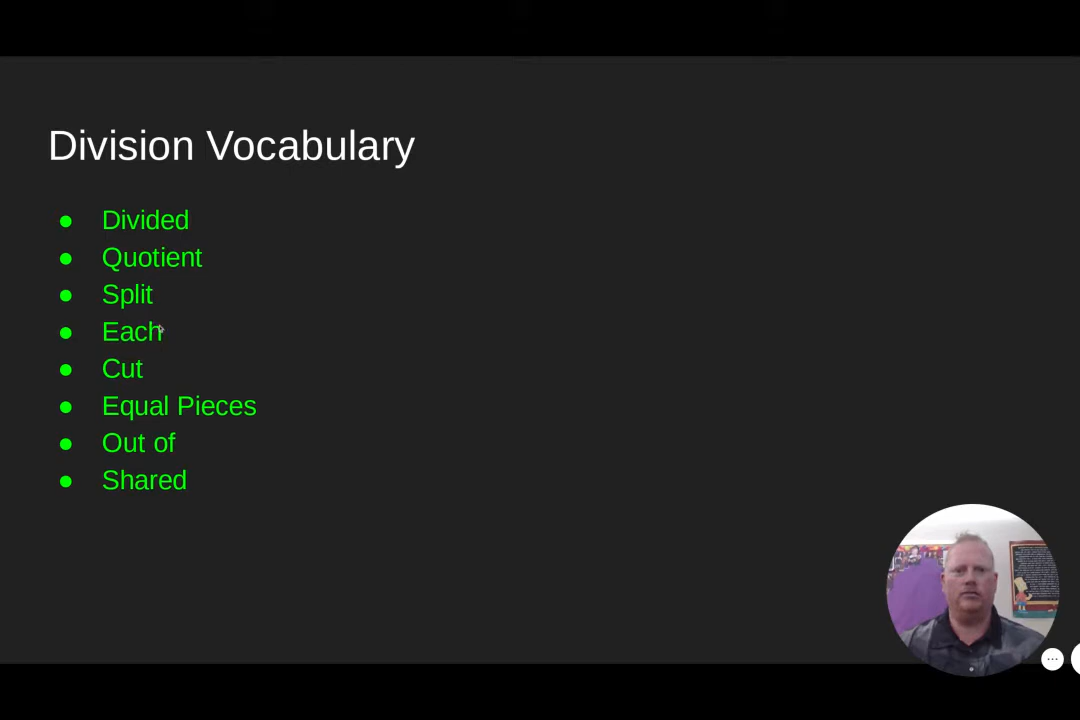 Division Vocabulary
● Divided
● Quotient
● Split
● Each
● Cut
● Equal Pieces
● Out of
● Shared